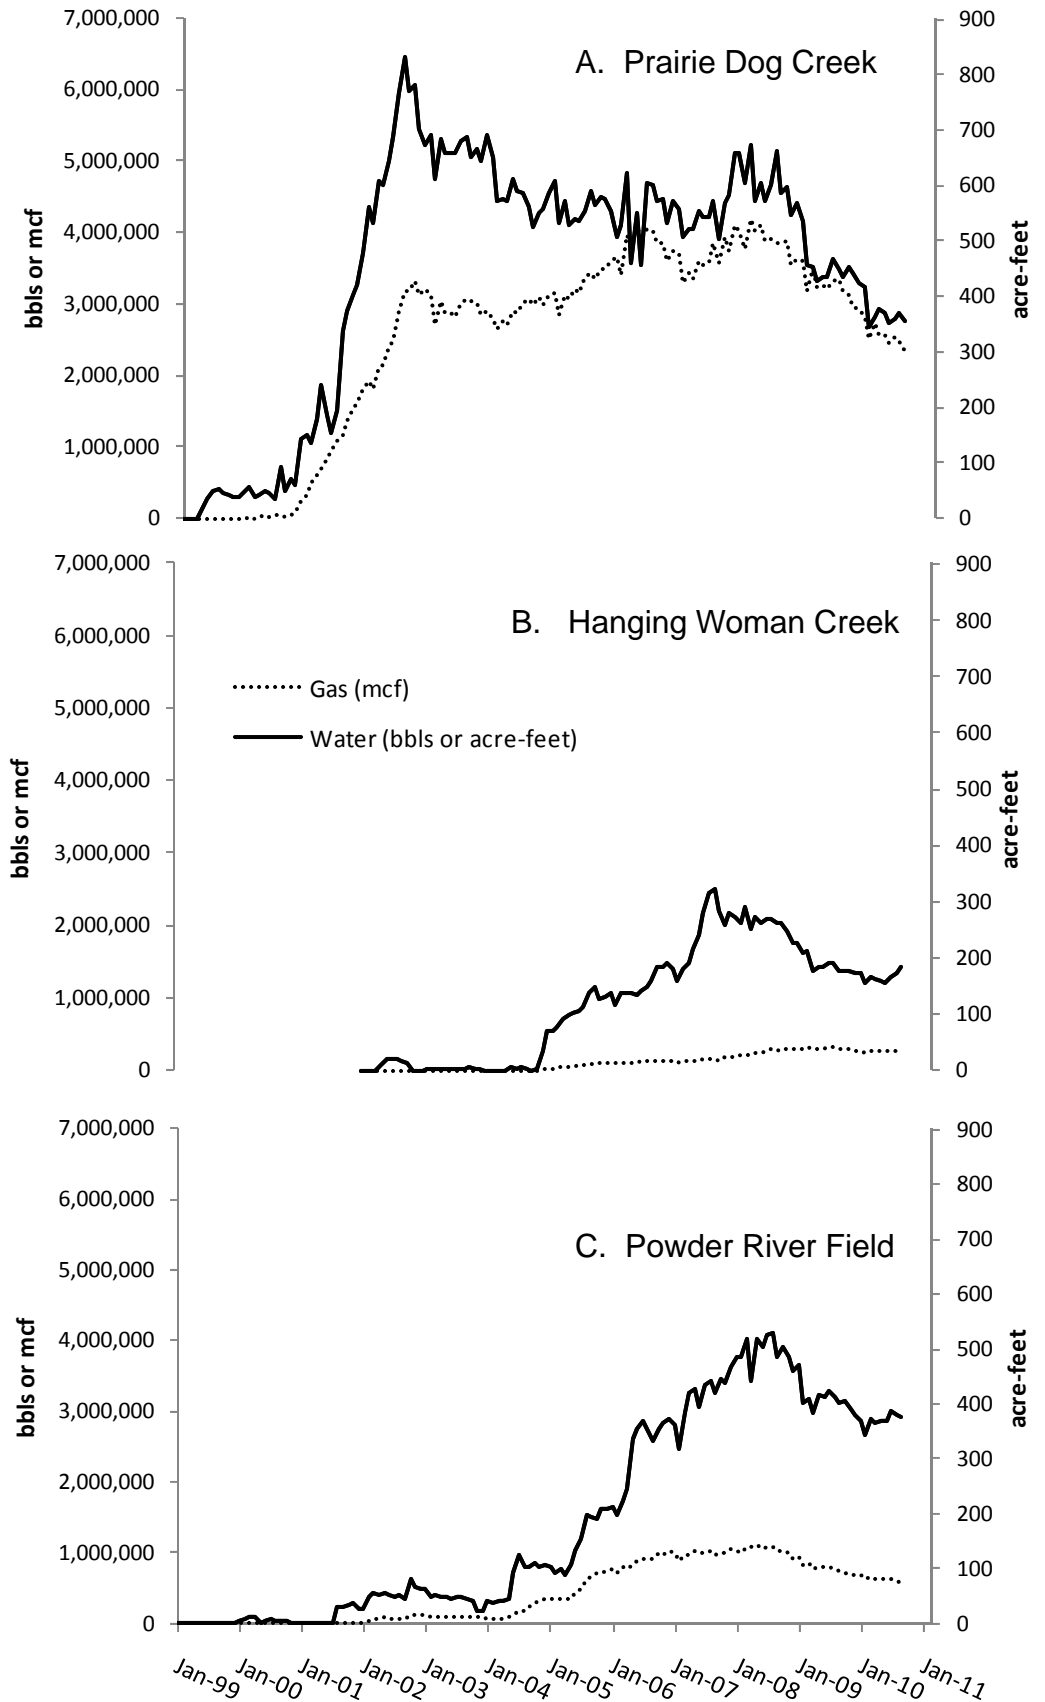 A. Prairie Dog Creek
7,000,000
6,000,000
5,000,000
4,000,000
3,000,000
2,000,000
1,000,000
0
bbls or mcf
900
800
700
600
500
400
300
200
100
0
acre-feet
B. Hanging Woman Creek
7,000,000
6,000,000
5,000,000
4,000,000
3,000,000
2,000,000
1,000,000
0
bbls or mcf
Gas (mcf)
Water (bbls or acre-feet)
900
800
700
600
500
400
300
200
100
0
acre-feet
C. Powder River Field
7,000,000
6,000,000
5,000,000
4,000,000
3,000,000
2,000,000
1,000,000
0
bbls or mcf
900
800
700
600
500
400
300
200
100
0
acre-feet
Jan-99
Jan-00
Jan-01
Jan-02
Jan-03
Jan-04
Jan-05
Jan-06
Jan-07
Jan-08
Jan-09
Jan-10
Jan-11